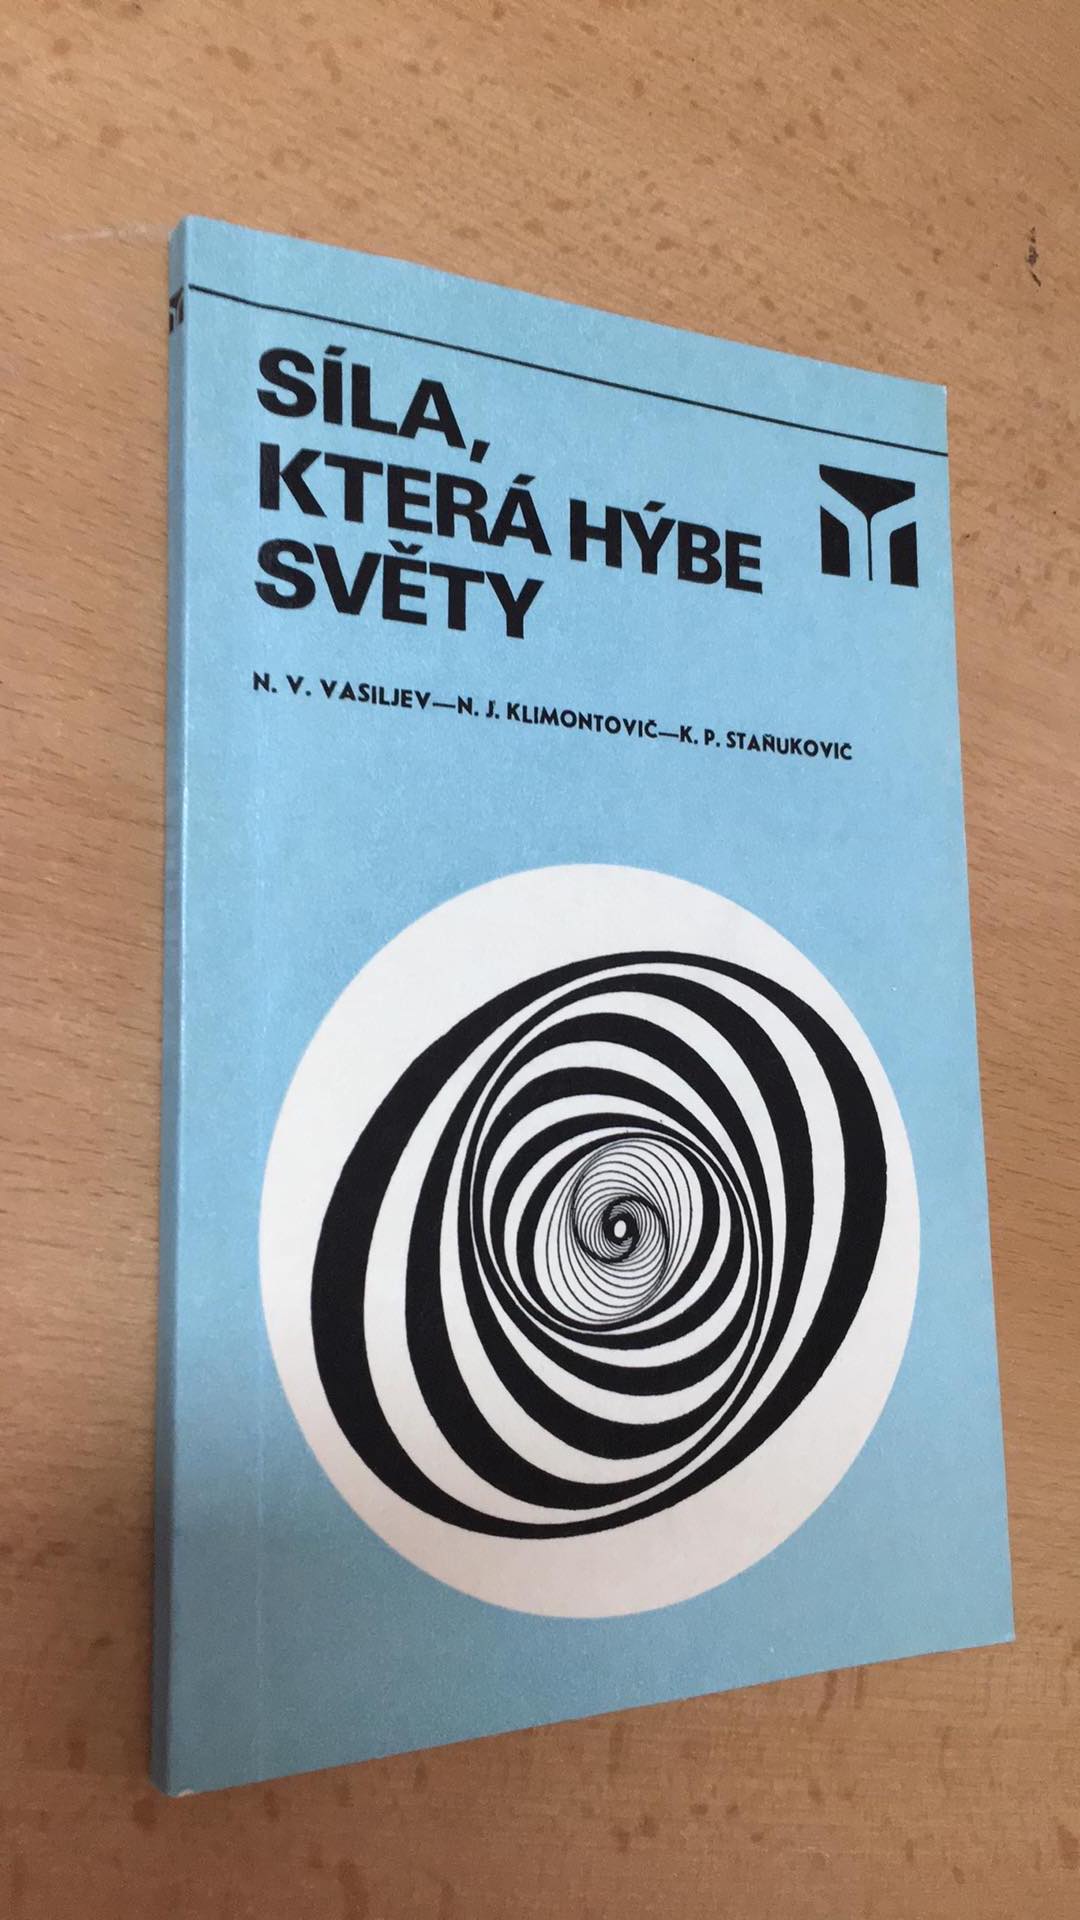 SÍLA,
KTERÁ HÝBE
SVĚTY
N. V. VASILJEV—N. J. KLIMONTOVIČ—K. P. STAŇUKOVIČ